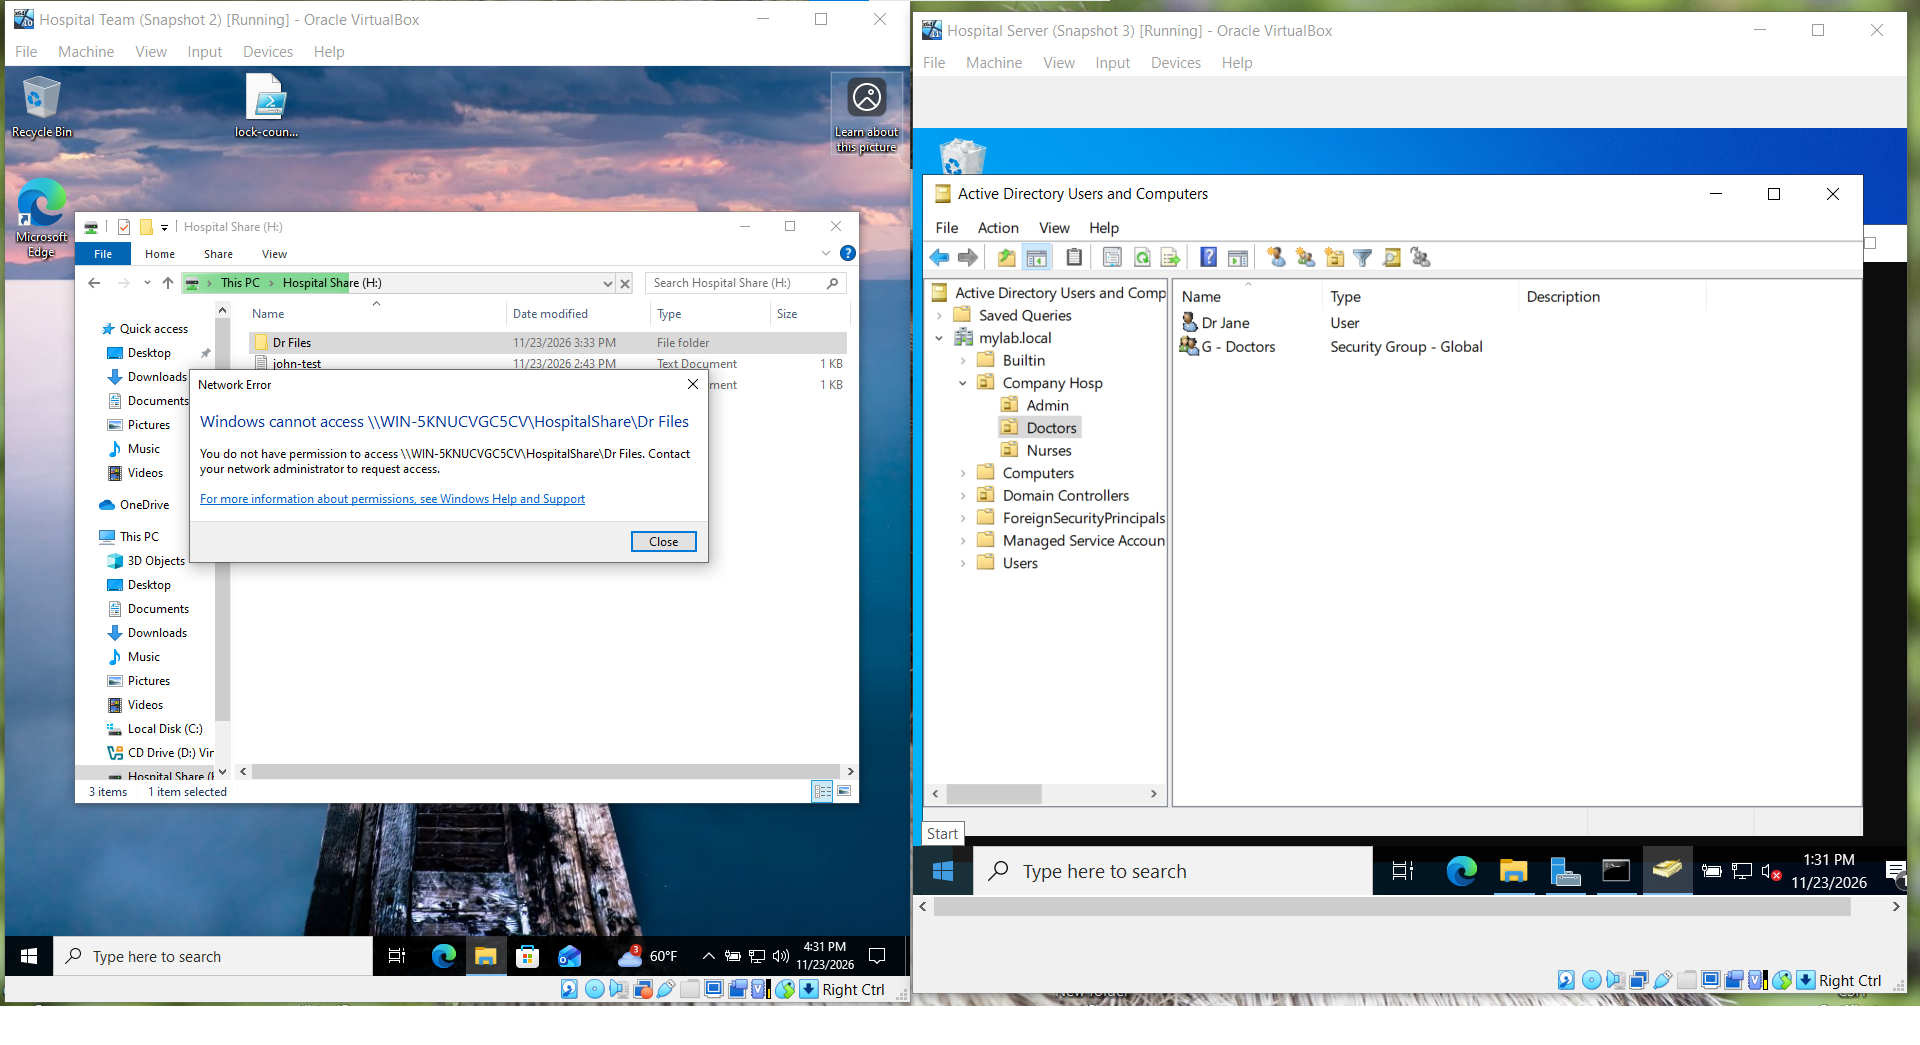 Hospital Team (Snapshot 2) [Running] - Oracle VirtualBox
File Machine View Input Devices Help
Recycle Bin
lock-coun...
Learn about
this picture
Microsoft
Edge
Hospital Share (H:)
File Home Share View
This PC > Hospital Share (H:)
Search Hospital Share (H:)
Name Date modified Type Size
Quick access
Desktop
Downloads
Documents
Pictures
Music
Videos
OneDrive
This PC
3D Objects
Desktop
Documents
Downloads
Music
Pictures
Videos
Local Disk (C:)
CD Drive (D:) Vir
Hospital Share (H
Dr Files 11/23/2026 3:33 PM File folder
john-test 11/23/2026 2:43 PM Text Document 1 KB
ment 1 KB
Network Error
Windows cannot access \\WIN-5KNUCVGC5CV\HospitalShare\Dr Files
You do not have permission to access \\WIN-5KNUCVGC5CV\HospitalShare\Dr Files. Contact
your network administrator to request access.
For more information about permissions, see Windows Help and Support
Close
3 items 1 item selected
Type here to search
3
60°F
4:31 PM
11/23/2026
Right Ctrl
Hospital Server (Snapshot 3) [Running] - Oracle VirtualBox
File Machine View Input Devices Help
Active Directory Users and Computers
File Action View Help
Active Directory Users and Comp
Saved Queries
mylab.local
Builtin
Company Hosp
Admin
Doctors
Nurses
Computers
Domain Controllers
ForeignSecurityPrincipals
Managed Service Accoun
Users
Name Type Description
Dr Jane User
G - Doctors Security Group - Global
Start
Type here to search
1:31 PM
11/23/2026
1
Right Ctrl